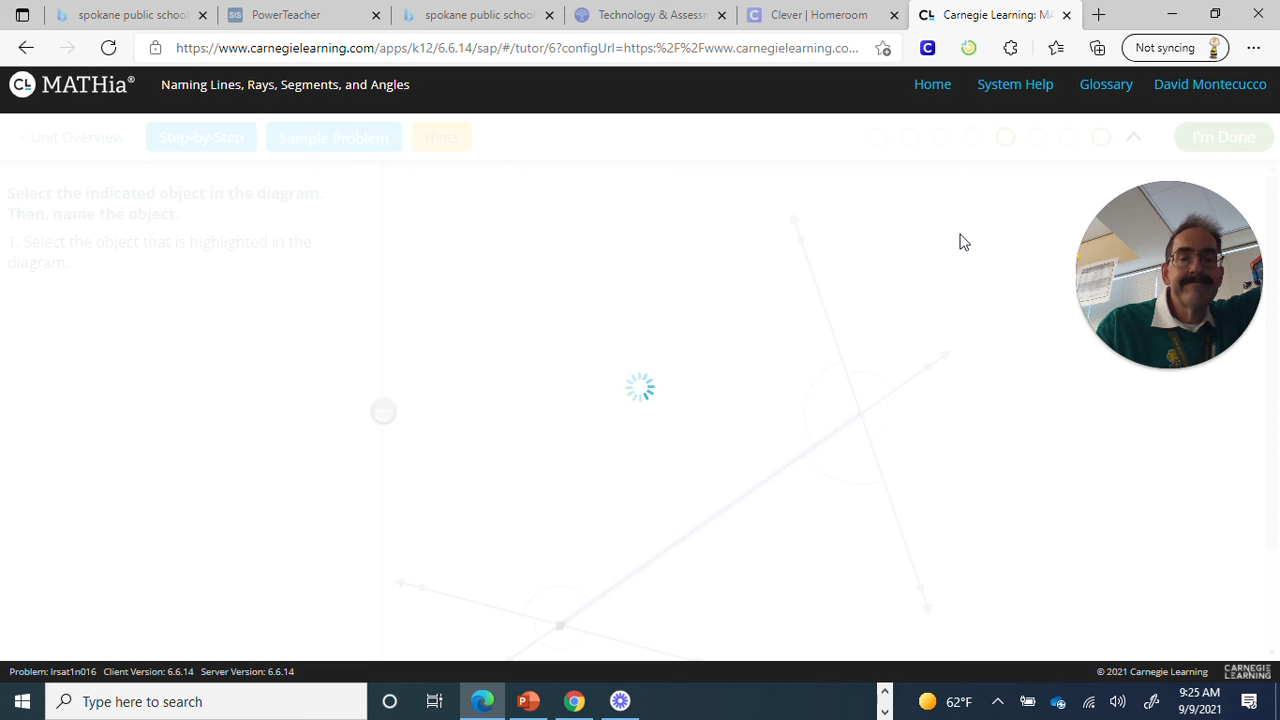 spokane public school
PowerTeacher
spokane public school
Technology & Assessm
Clever | Homeroom
Carnegie Learning: MA
https://www.carnegielearning.com/apps/k12/6.6.14/sap/#/tutor/6?configUrl=https:%2F%2Fwww.carnegielearning.co...
Not syncing
CL MATHia®
Naming Lines, Rays, Segments, and Angles
Home
System Help
Glossary
David Montecucco
< Unit Overview
Step-by-Step
Sample Problem
Hints
I'm Done
Select the indicated object in the diagram.
Then, name the object.
1. Select the object that is highlighted in the
diagram.
Problem: lrsat1n016 Client Version: 6.6.14 Server Version: 6.6.14
© 2021 Carnegie Learning
CARNEGIE
LEARNING
Type here to search
62°F
9:25 AM
9/9/2021